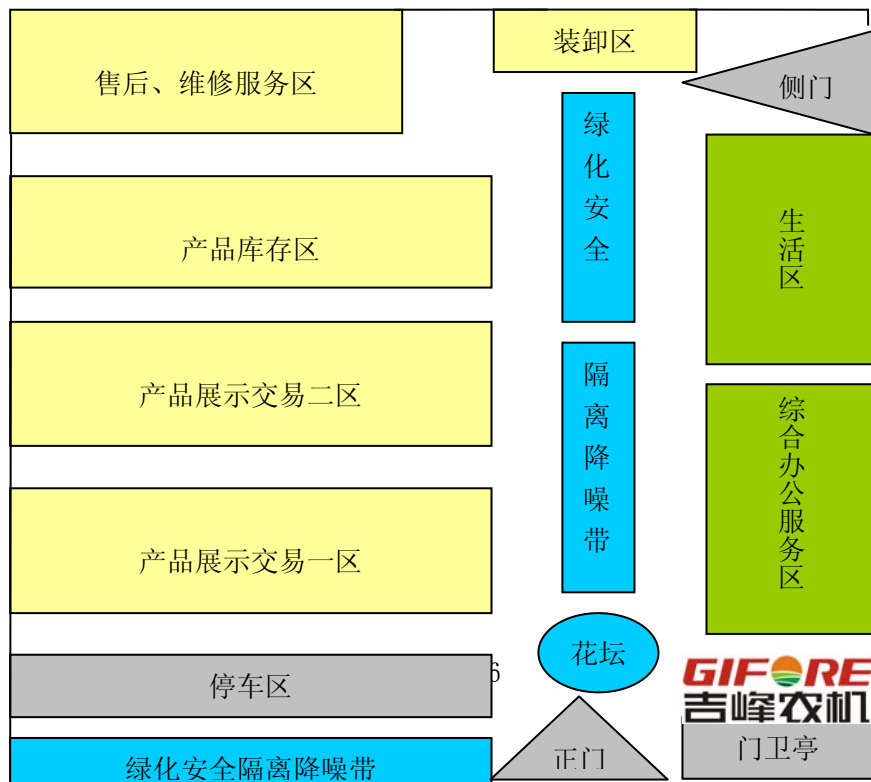 装卸区
售后、维修服务区
侧门
绿化安全
生活区
产品库存区
隔离降噪带
产品展示交易二区
综合办公服务区
产品展示交易一区
花坛
停车区
6
GIFORE
吉峰农机
正门
门卫亭
绿化安全隔离降噪带